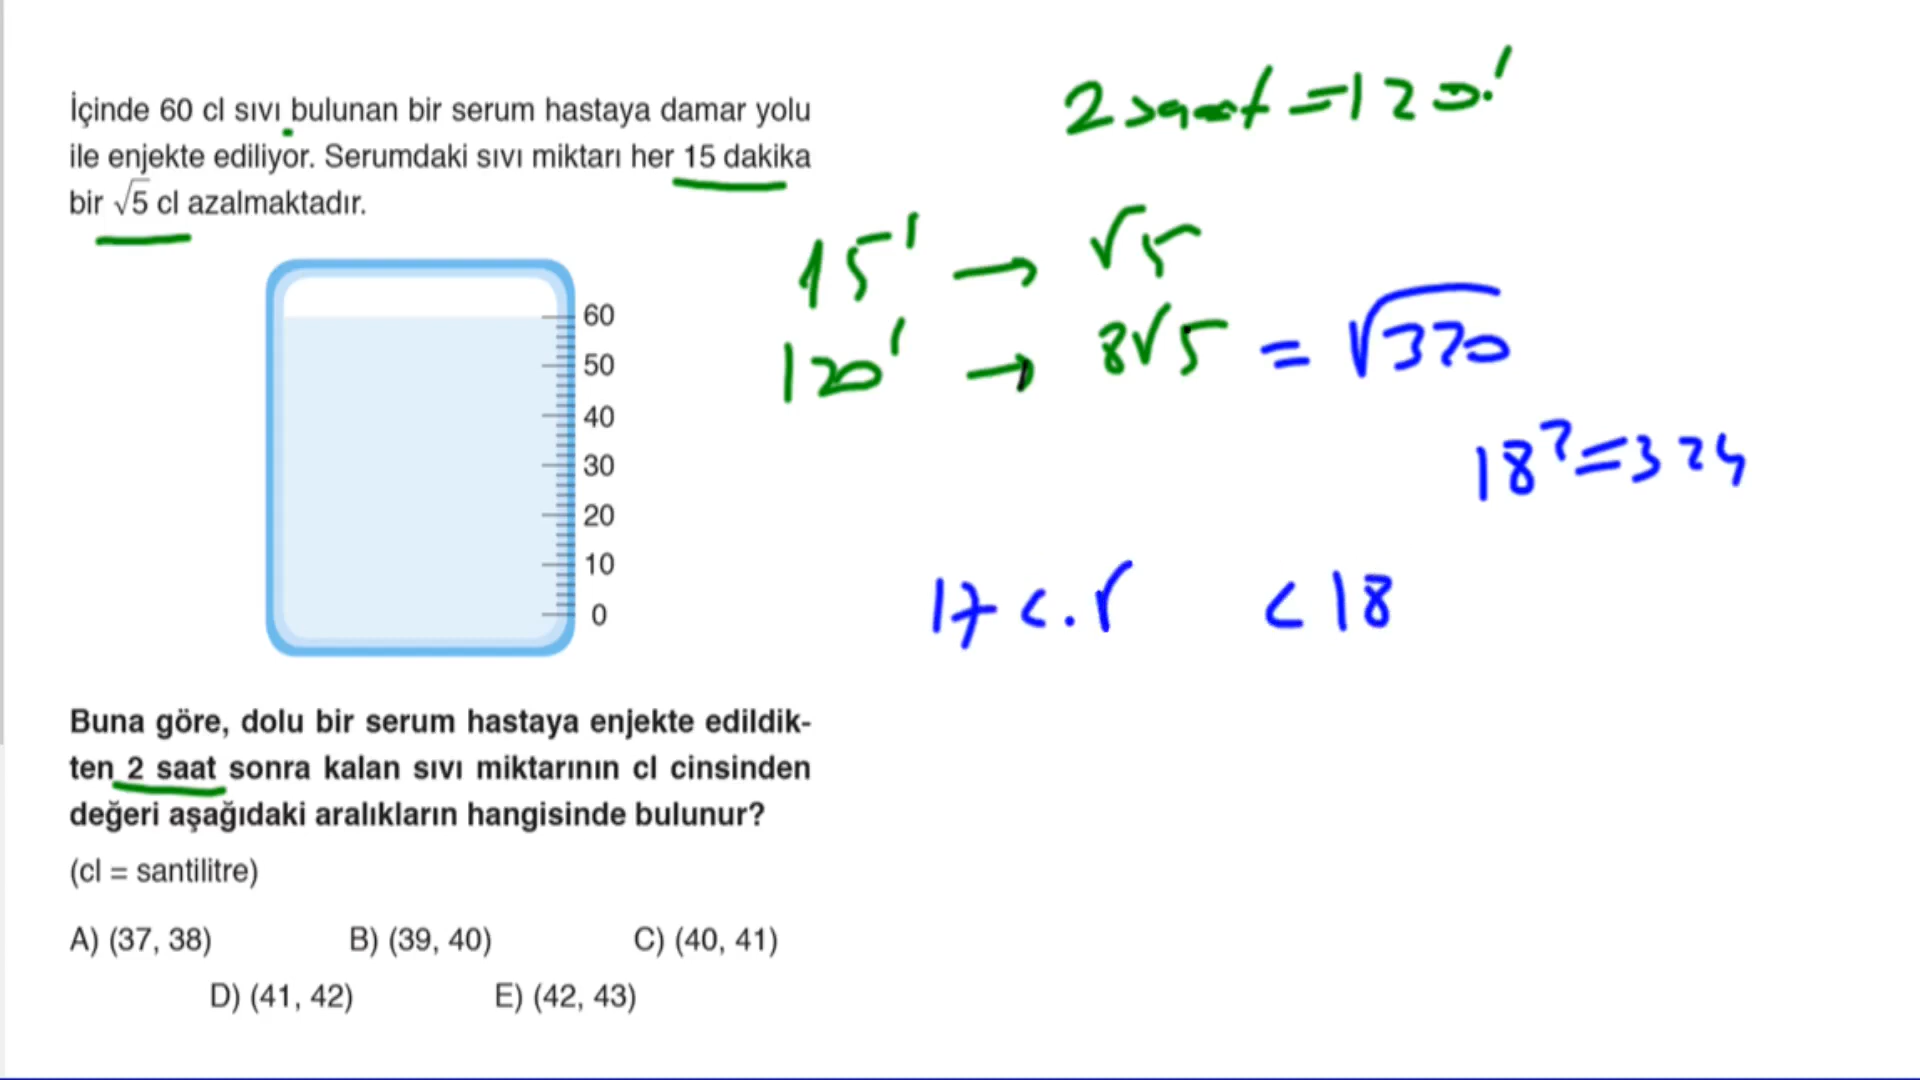 İçinde 60 cl sıvı bulunan bir serum hastaya damar yolu
ile enjekte ediliyor. Serumdaki sıvı miktarı her 15 dakika
bir √5 cl azalmaktadır.
60
50
40
30
20
10
0
Buna göre, dolu bir serum hastaya enjekte edildik-
ten 2 saat sonra kalan sıvı miktarının cl cinsinden
değeri aşağıdaki aralıkların hangisinde bulunur?
(cl = santilitre)
A) (37, 38) B) (39, 40) C) (40, 41)
D) (41, 42) E) (42, 43)
2 saat = 120'
15' → √5
120' → 8√5 = √320
18² = 324
17 < . √ < 18